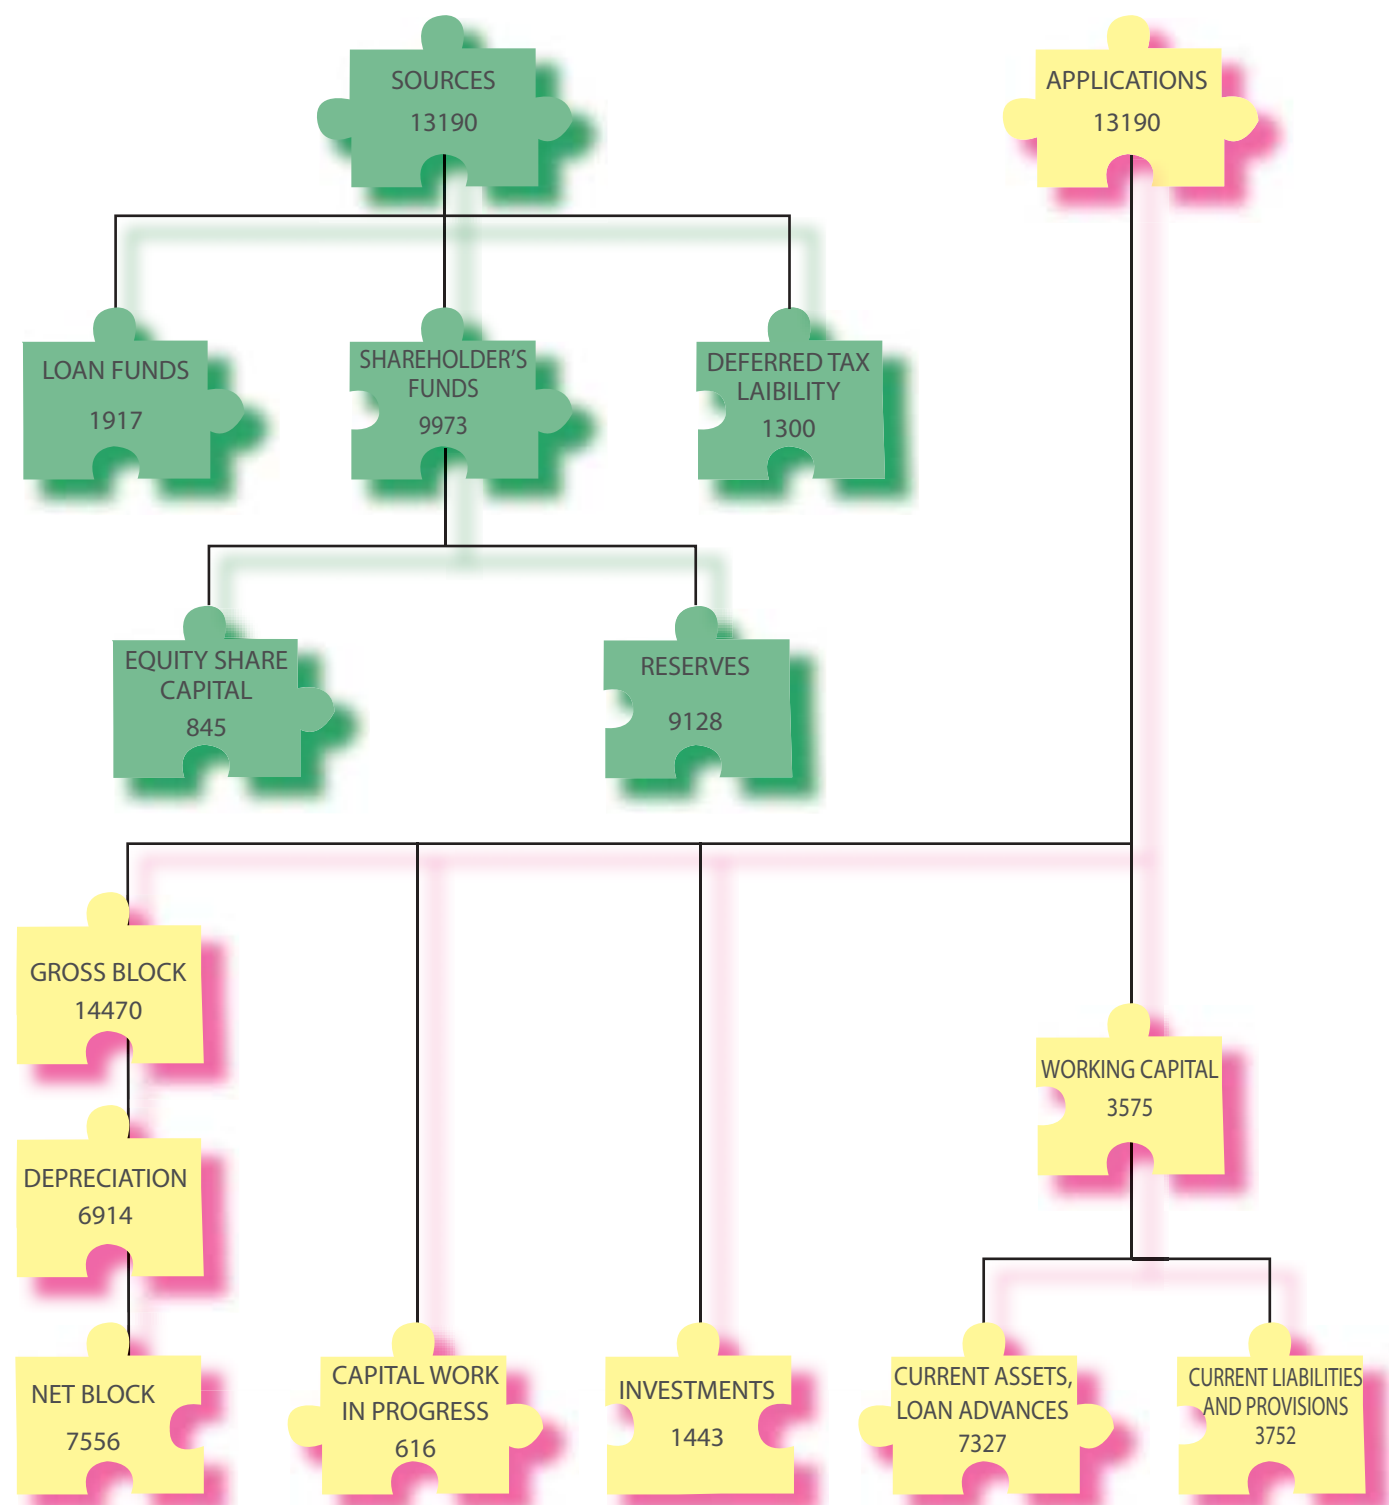 SOURCES
13190
APPLICATIONS
13190
LOAN FUNDS
1917
SHAREHOLDER'S
FUNDS
9973
DEFERRED TAX
LAIBILITY
1300
EQUITY SHARE
CAPITAL
845
RESERVES
9128
GROSS BLOCK
14470
WORKING CAPITAL
3575
DEPRECIATION
6914
NET BLOCK
7556
CAPITAL WORK
IN PROGRESS
616
INVESTMENTS
1443
CURRENT ASSETS,
LOAN ADVANCES
7327
CURRENT LIABILITIES
AND PROVISIONS
3752